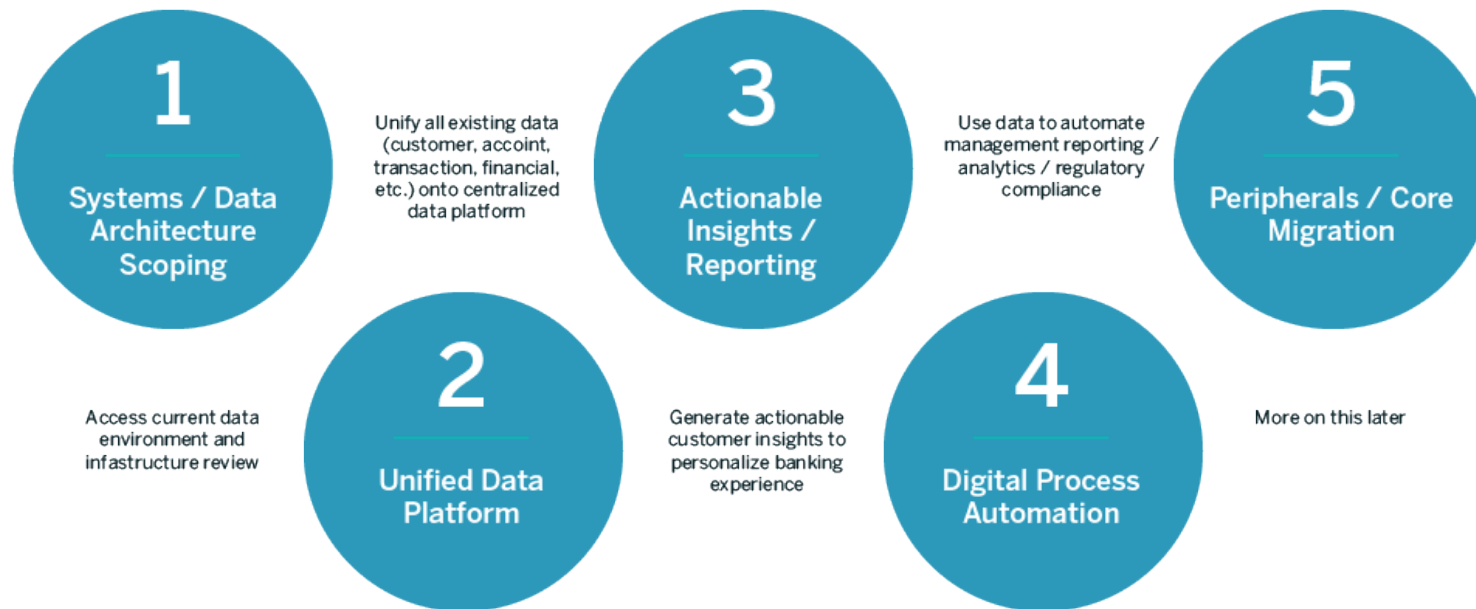 1
Systems / Data
Architecture
Scoping
Access current data
environment and
infastructure review
2
Unified Data
Platform
Unify all existing data
(customer, accoint,
transaction, financial,
etc.) onto centralized
data platform
3
Actionable
Insights /
Reporting
Generate actionable
customer insights to
personalize banking
experience
4
Digital Process
Automation
Use data to automate
management reporting /
analytics / regulatory
compliance
5
Peripherals / Core
Migration
More on this later